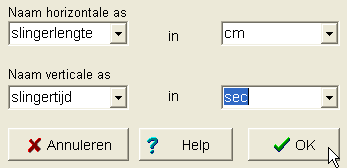 Naam horizontale as
slingerlengte in cm
Naam verticale as
slingertijd in sec
Annuleren ? Help OK